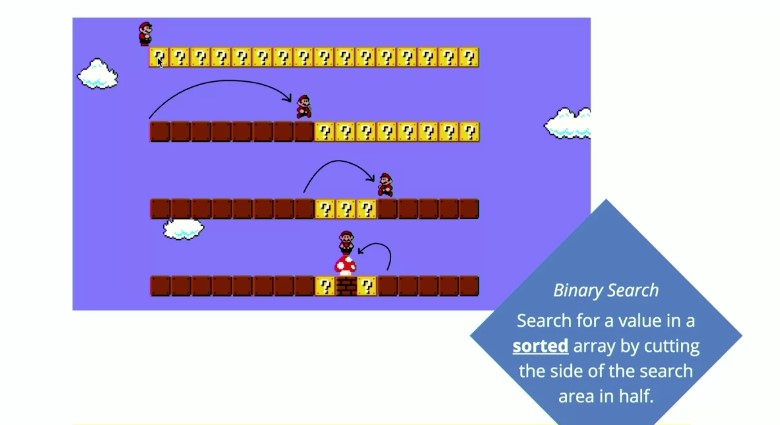 ? ? ? ? ? ? ? ? ? ? ? ? ? ? ? ?
? ? ? ? ? ? ? ?
? ? ?
? ?
Binary Search
Search for a value in a
sorted array by cutting
the side of the search
area in half.